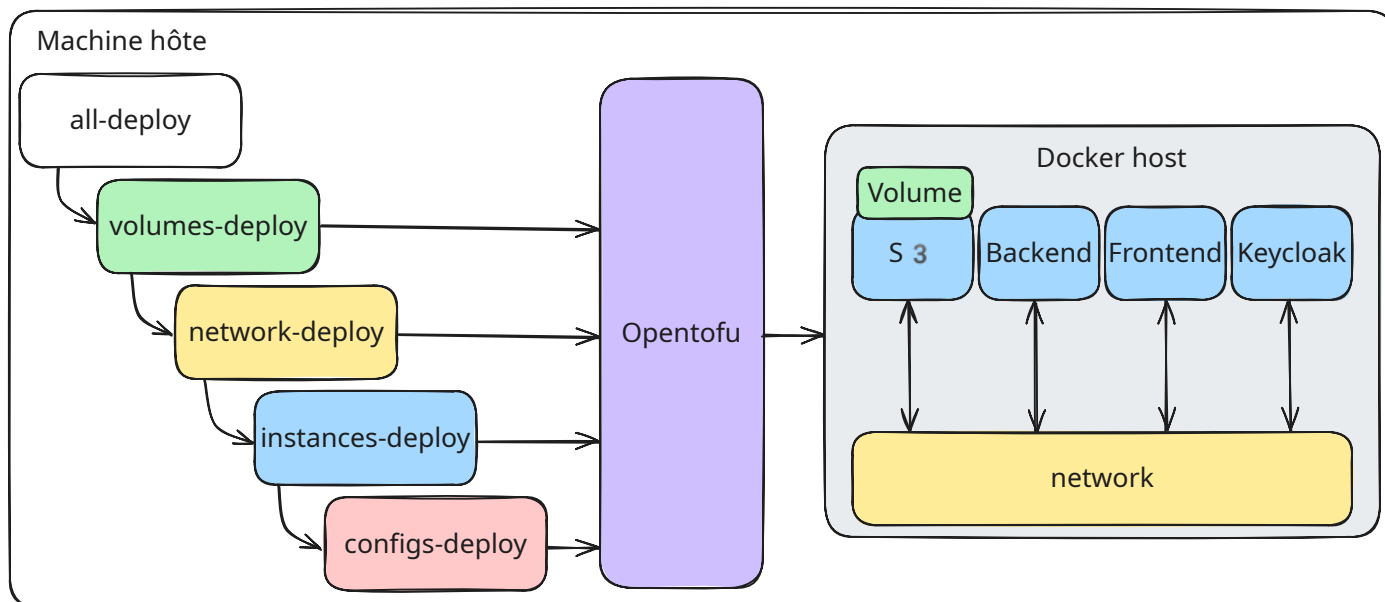 Machine hôte
all-deploy
volumes-deploy
network-deploy
instances-deploy
configs-deploy
Opentofu
Docker host
Volume
S 3
Backend
Frontend
Keycloak
network